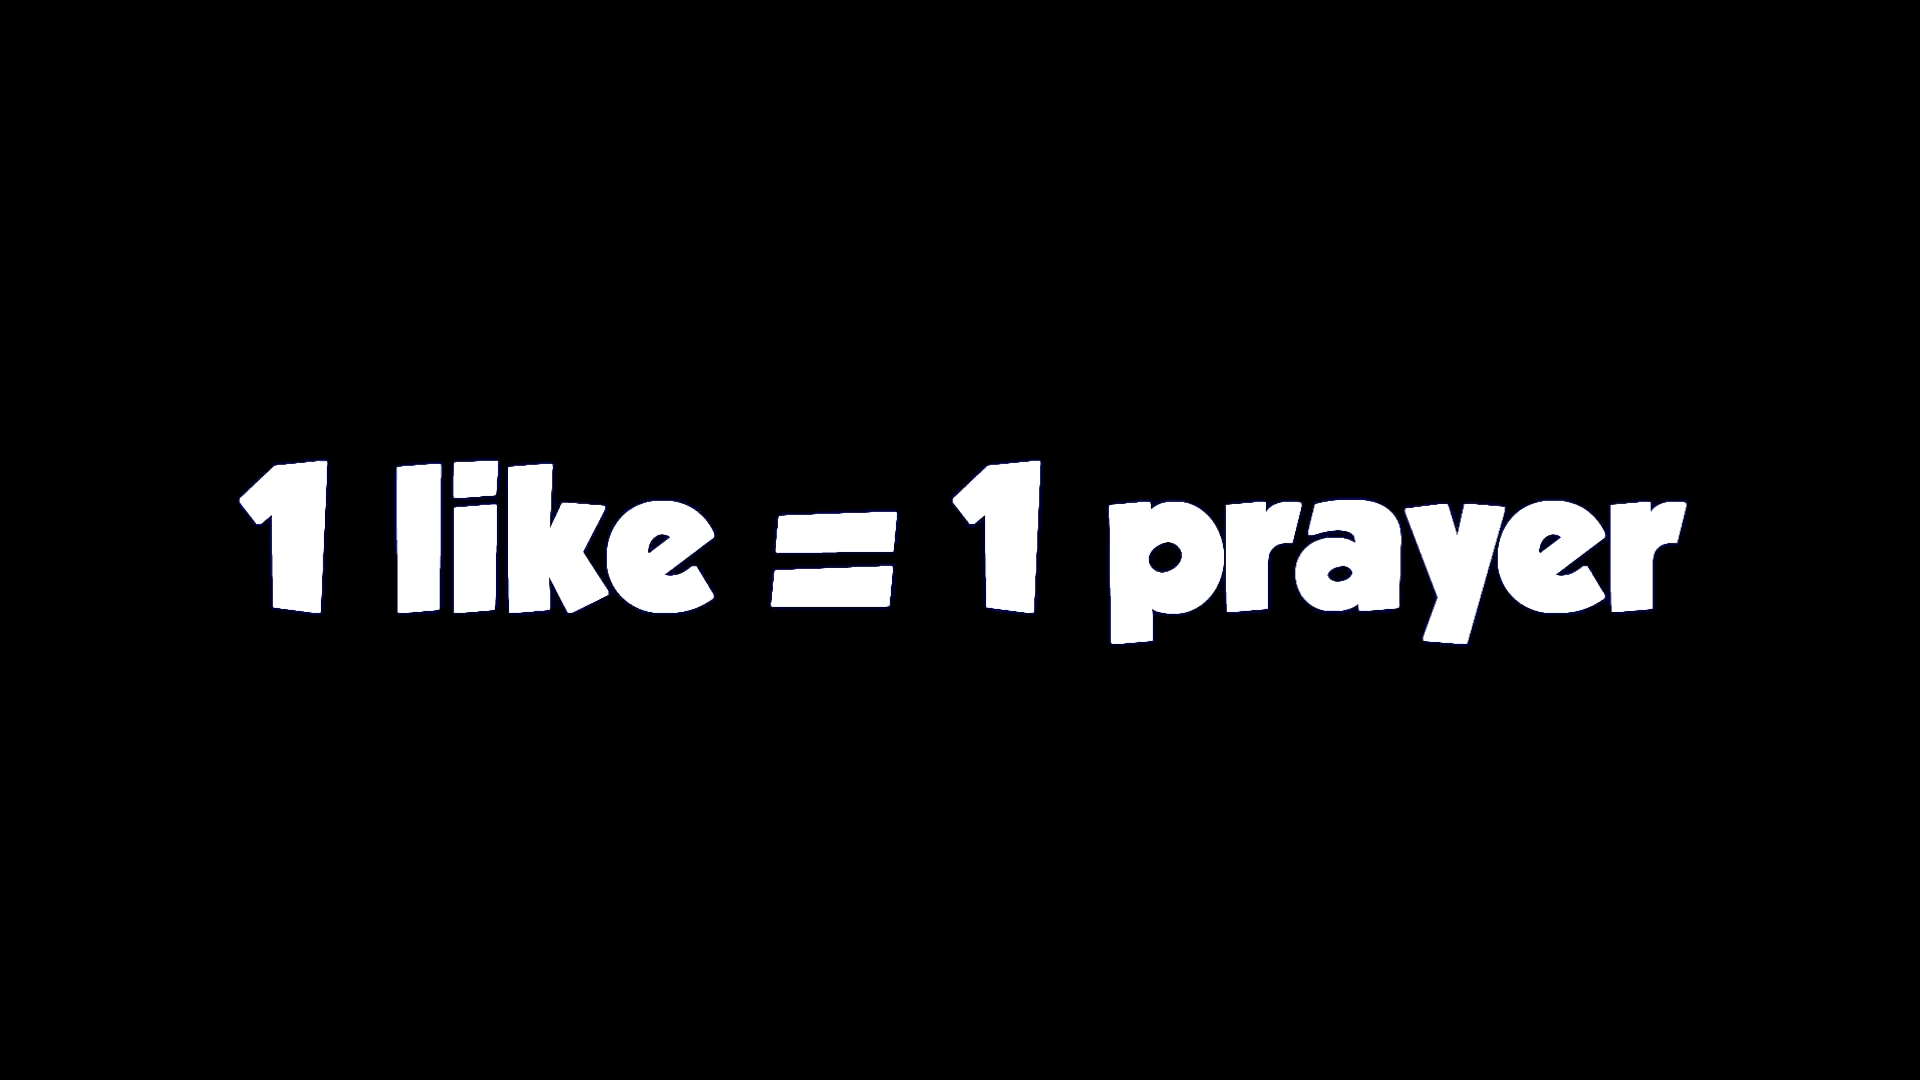 1 like = 1 prayer